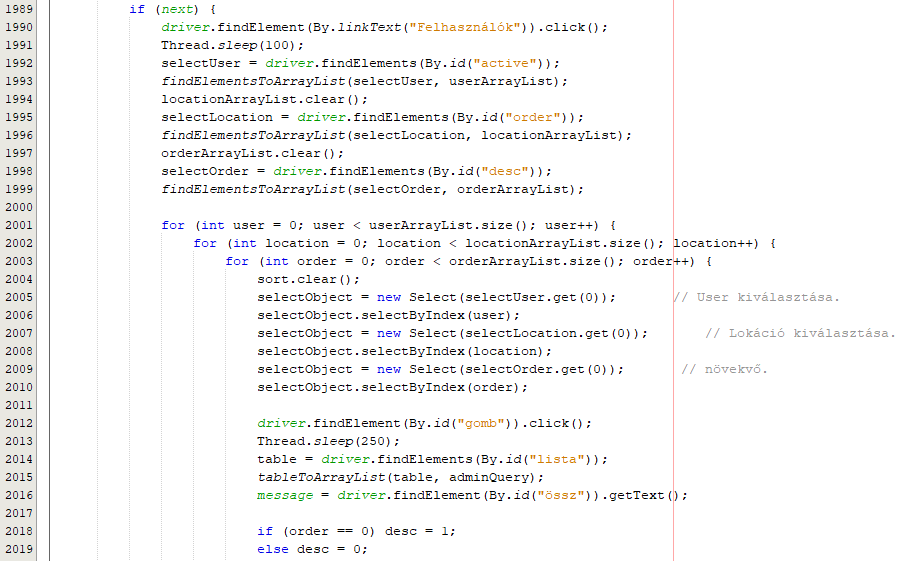 1989 if (next) {
1990 driver.findElement(By.linkText("Felhasználók")).click();
1991 Thread.sleep(100);
1992 selectUser = driver.findElements(By.id("active"));
1993 findElementsToArrayList(selectUser, userArrayList);
1994 locationArrayList.clear();
1995 selectLocation = driver.findElements(By.id("order"));
1996 findElementsToArrayList(selectLocation, locationArrayList);
1997 orderArrayList.clear();
1998 selectOrder = driver.findElements(By.id("desc"));
1999 findElementsToArrayList(selectOrder, orderArrayList);
2000
2001 for (int user = 0; user < userArrayList.size(); user++) {
2002 for (int location = 0; location < locationArrayList.size(); location++) {
2003 for (int order = 0; order < orderArrayList.size(); order++) {
2004 sort.clear();
2005 selectObject = new Select(selectUser.get(0)); // User kiválasztása.
2006 selectObject.selectByIndex(user);
2007 selectObject = new Select(selectLocation.get(0)); // Lokáció kiválasztása.
2008 selectObject.selectByIndex(location);
2009 selectObject = new Select(selectOrder.get(0)); // növekvő.
2010 selectObject.selectByIndex(order);
2011
2012 driver.findElement(By.id("gomb")).click();
2013 Thread.sleep(250);
2014 table = driver.findElements(By.id("lista"));
2015 tableToArrayList(table, adminQuery);
2016 message = driver.findElement(By.id("össz")).getText();
2017
2018 if (order == 0) desc = 1;
2019 else desc = 0;